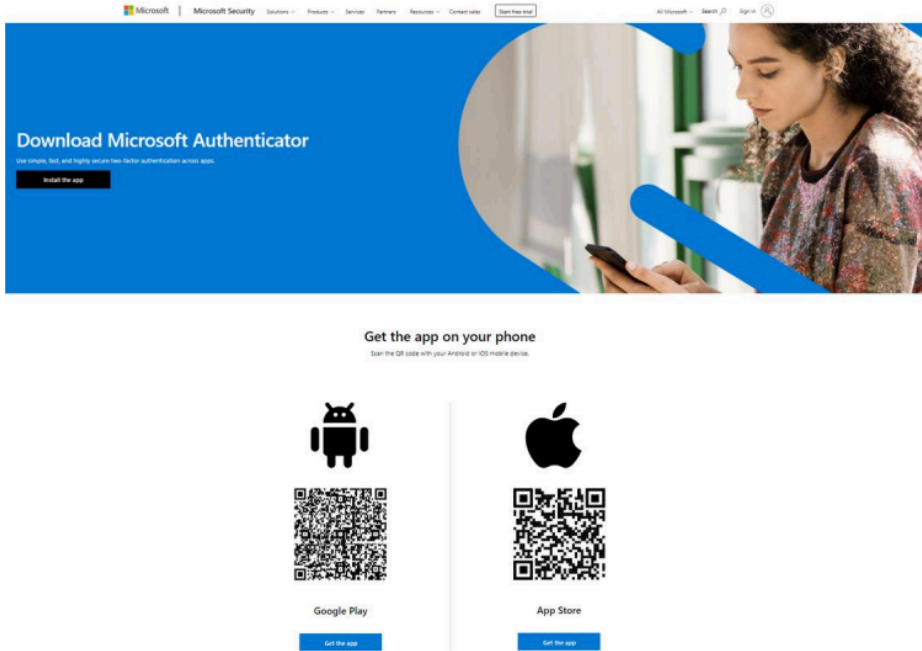 Microsoft | Microsoft Security Solutions Products Services Partners Resources Contact sales Start free trial All Microsoft Search Sign in
Download Microsoft Authenticator
Use simple, fast, and highly secure two-factor authentication across apps.
Install the app
Get the app on your phone
Scan the QR code with your Android or IOS mobile device.
Google Play
App Store
Get the app
Get the app